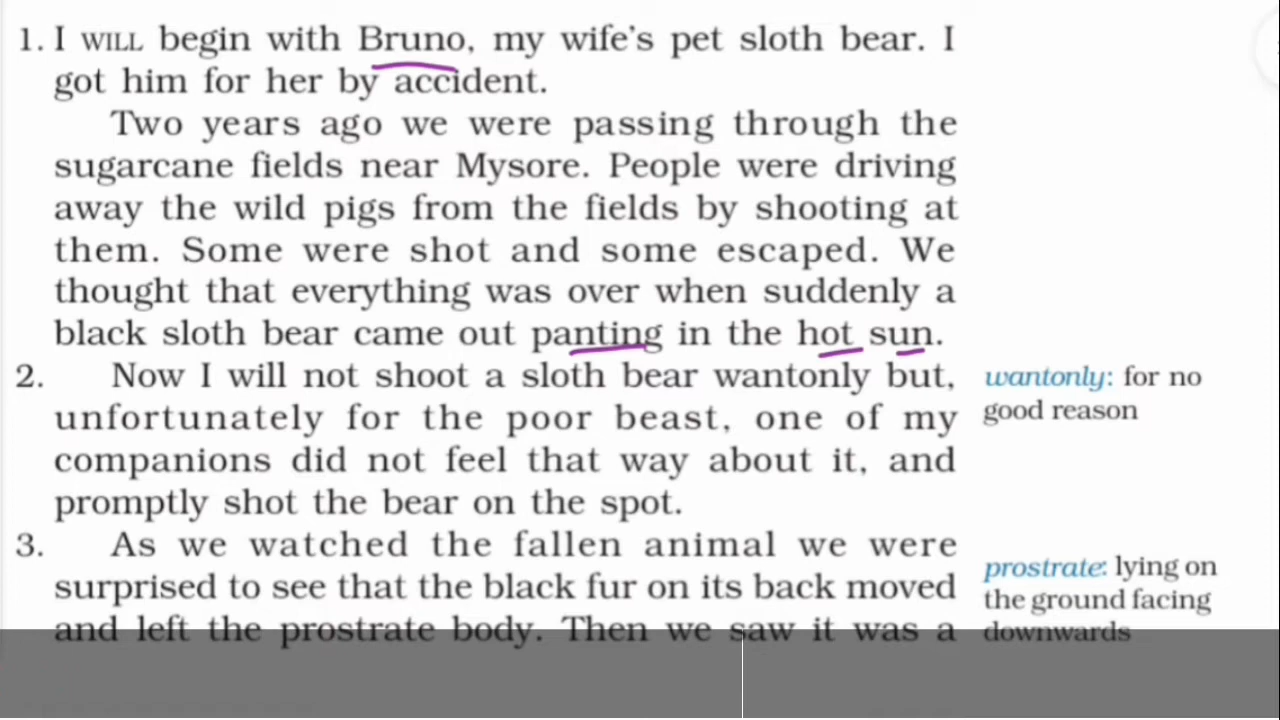 1. I WILL begin with Bruno, my wife's pet sloth bear. I
got him for her by accident.
Two years ago we were passing through the
sugarcane fields near Mysore. People were driving
away the wild pigs from the fields by shooting at
them. Some were shot and some escaped. We
thought that everything was over when suddenly a
black sloth bear came out panting in the hot sun.
2. Now I will not shoot a sloth bear wantonly but,
unfortunately for the poor beast, one of my
companions did not feel that way about it, and
promptly shot the bear on the spot.
3. As we watched the fallen animal we were
surprised to see that the black fur on its back moved
and left the prostrate body. Then we saw it was a
wantonly: for no
good reason
prostrate: lying on
the ground facing
downwards